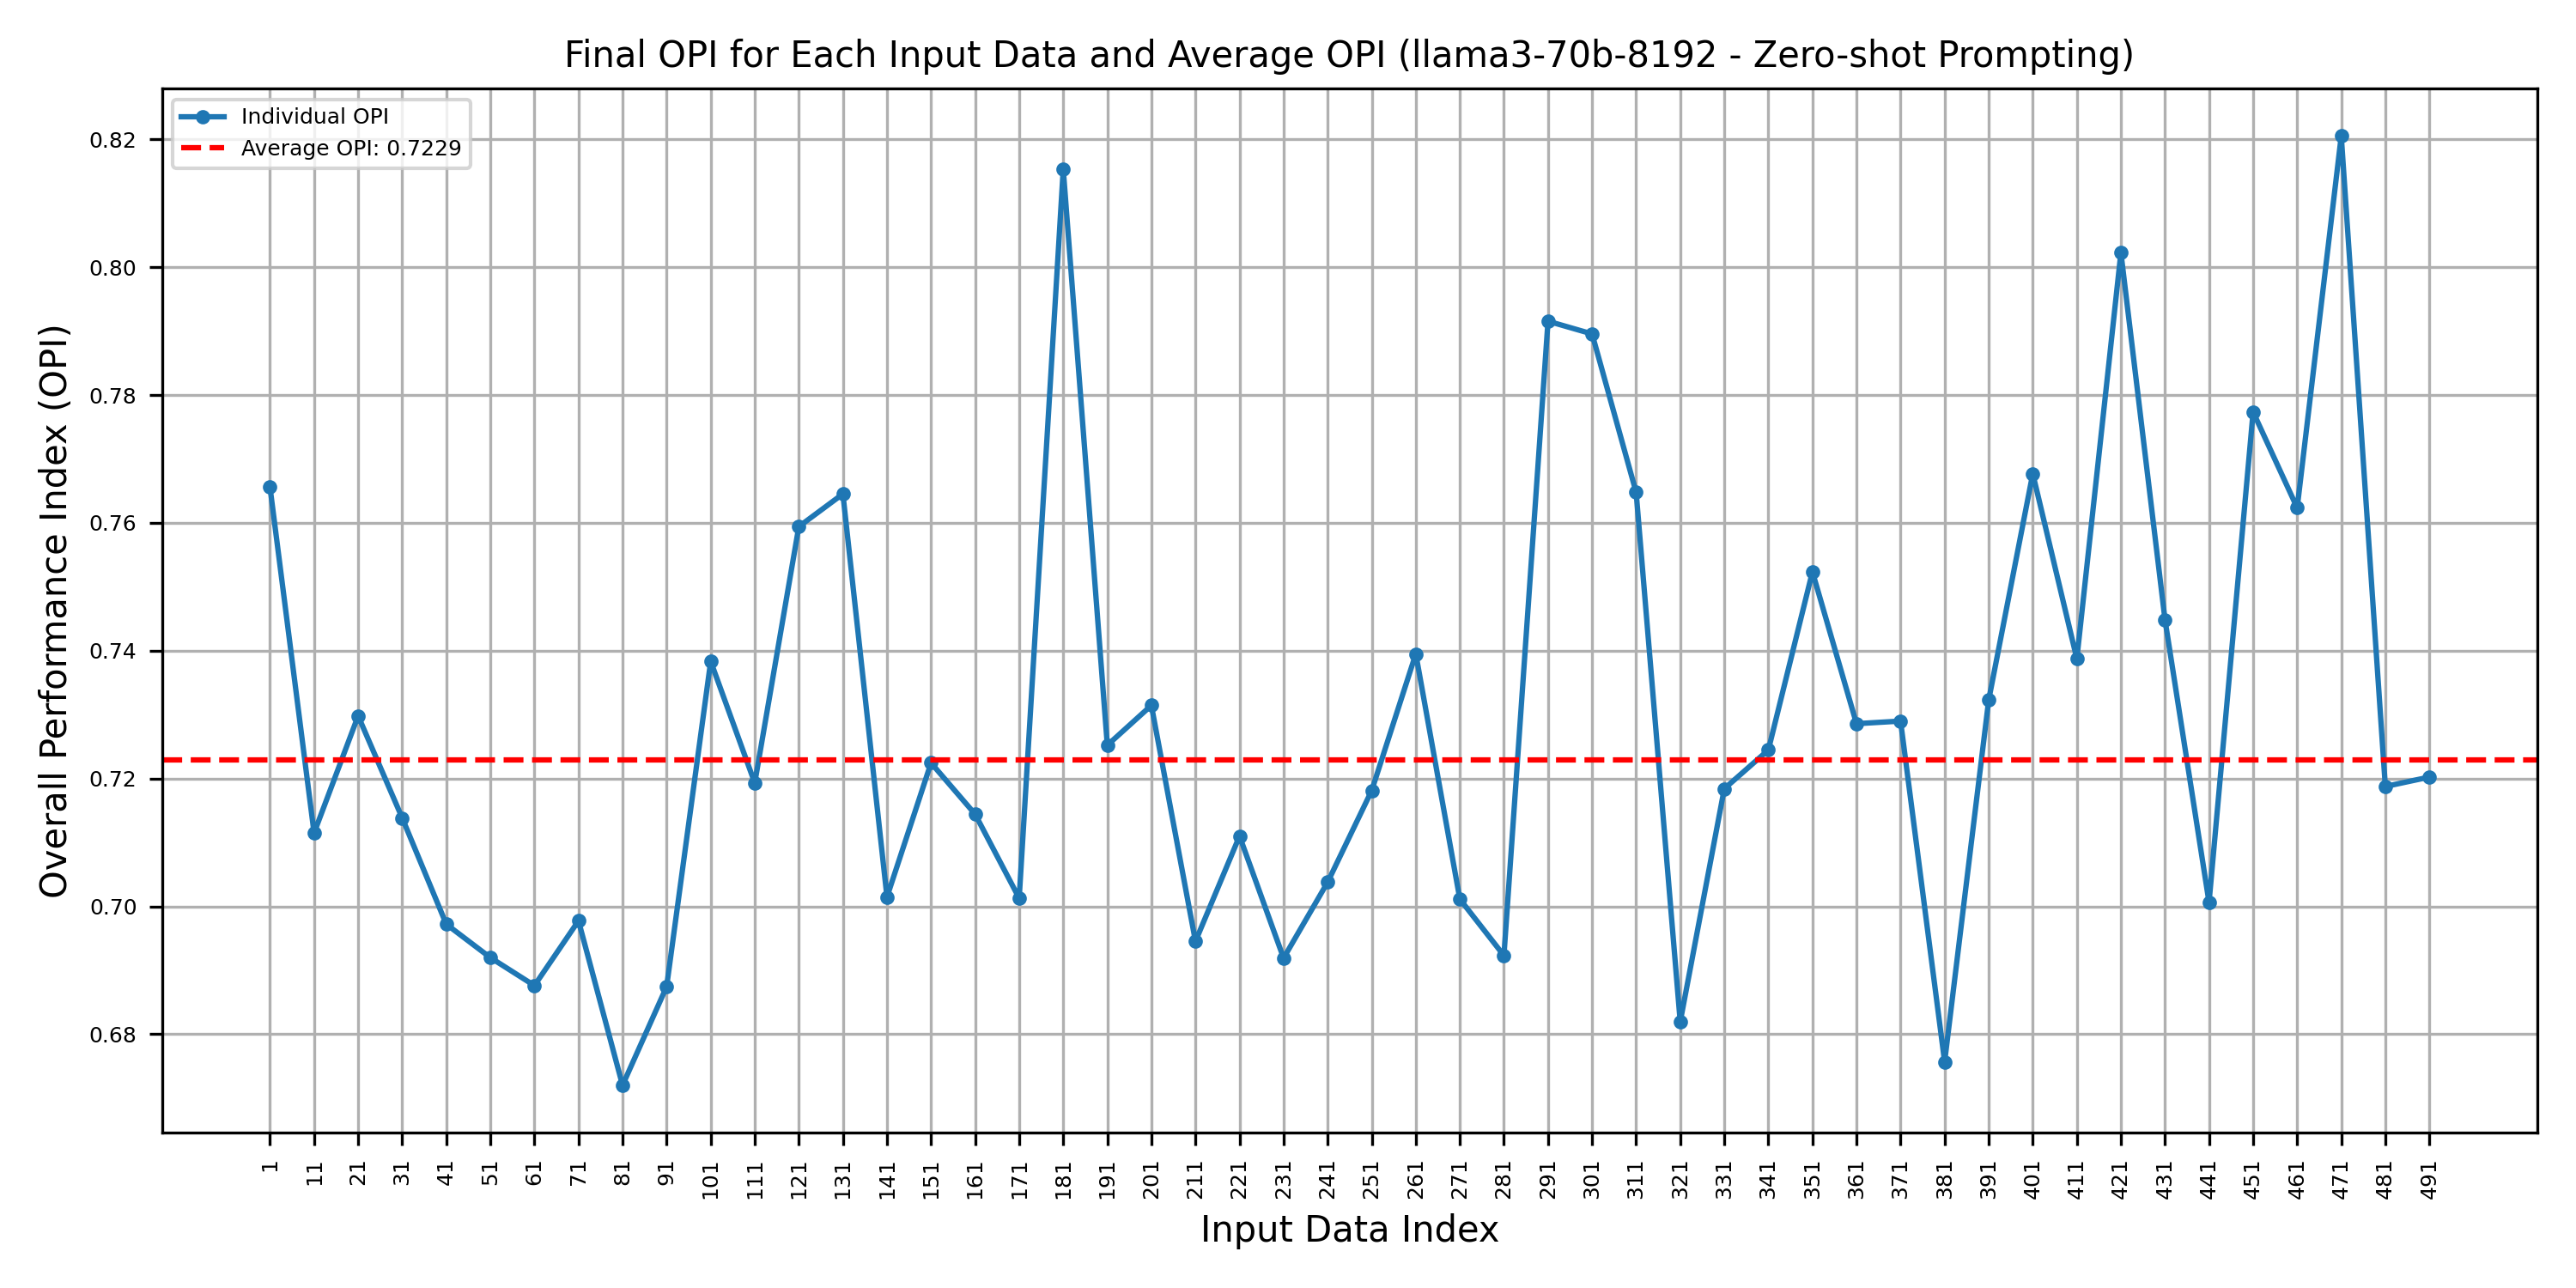 Final OPI for Each Input Data and Average OPI (llama3-70b-8192 - Zero-shot Prompting)
Individual OPI
Average OPI: 0.7229
Overall Performance Index (OPI)
0.82
0.80
0.78
0.76
0.74
0.72
0.70
0.68
1 11 21 31 41 51 61 71 81 91 101 111 121 131 141 151 161 171 181 191 201 211 221 231 241 251 261 271 281 291 301 311 321 331 341 351 361 371 381 391 401 411 421 431 441 451 461 471 481 491
Input Data Index